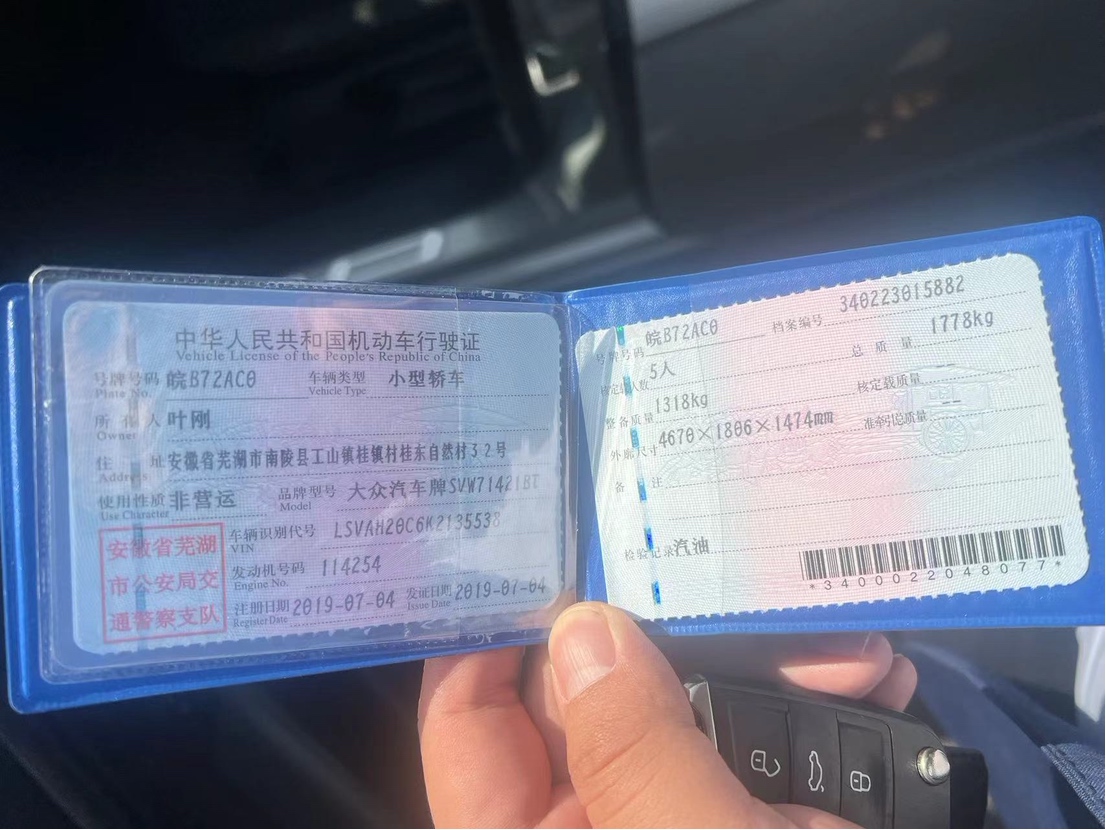 中华人民共和国机动车行驶证
Vehicle License of the People's Republic of China
号牌号码 皖B72AC0 车辆类型 小型轿车
Plate No. Vehicle Type
所有人 叶刚
Owner
住址 安徽省芜湖市南陵县工山镇桂镇村桂东自然村32号
Address
使用性质 非营运 品牌型号 大众汽车牌SVW71421BT
Use Character Model
安徽省芜湖
市公安局交
通警察支队
车辆识别代号 LSVAH20C6K2135538
VIN
发动机号码 114254
Engine No.
注册日期 2019-07-04 发证日期 2019-07-04
Register Date Issue Date
号牌号码 皖B72AC0 档案编号 340223015882
核定载人数 5人 总质量 1778kg
整备质量 1318kg 核定载质量
外廓尺寸 4670×1806×1474mm 准牵引总质量
备注
检验记录 汽油
*3400022048077*